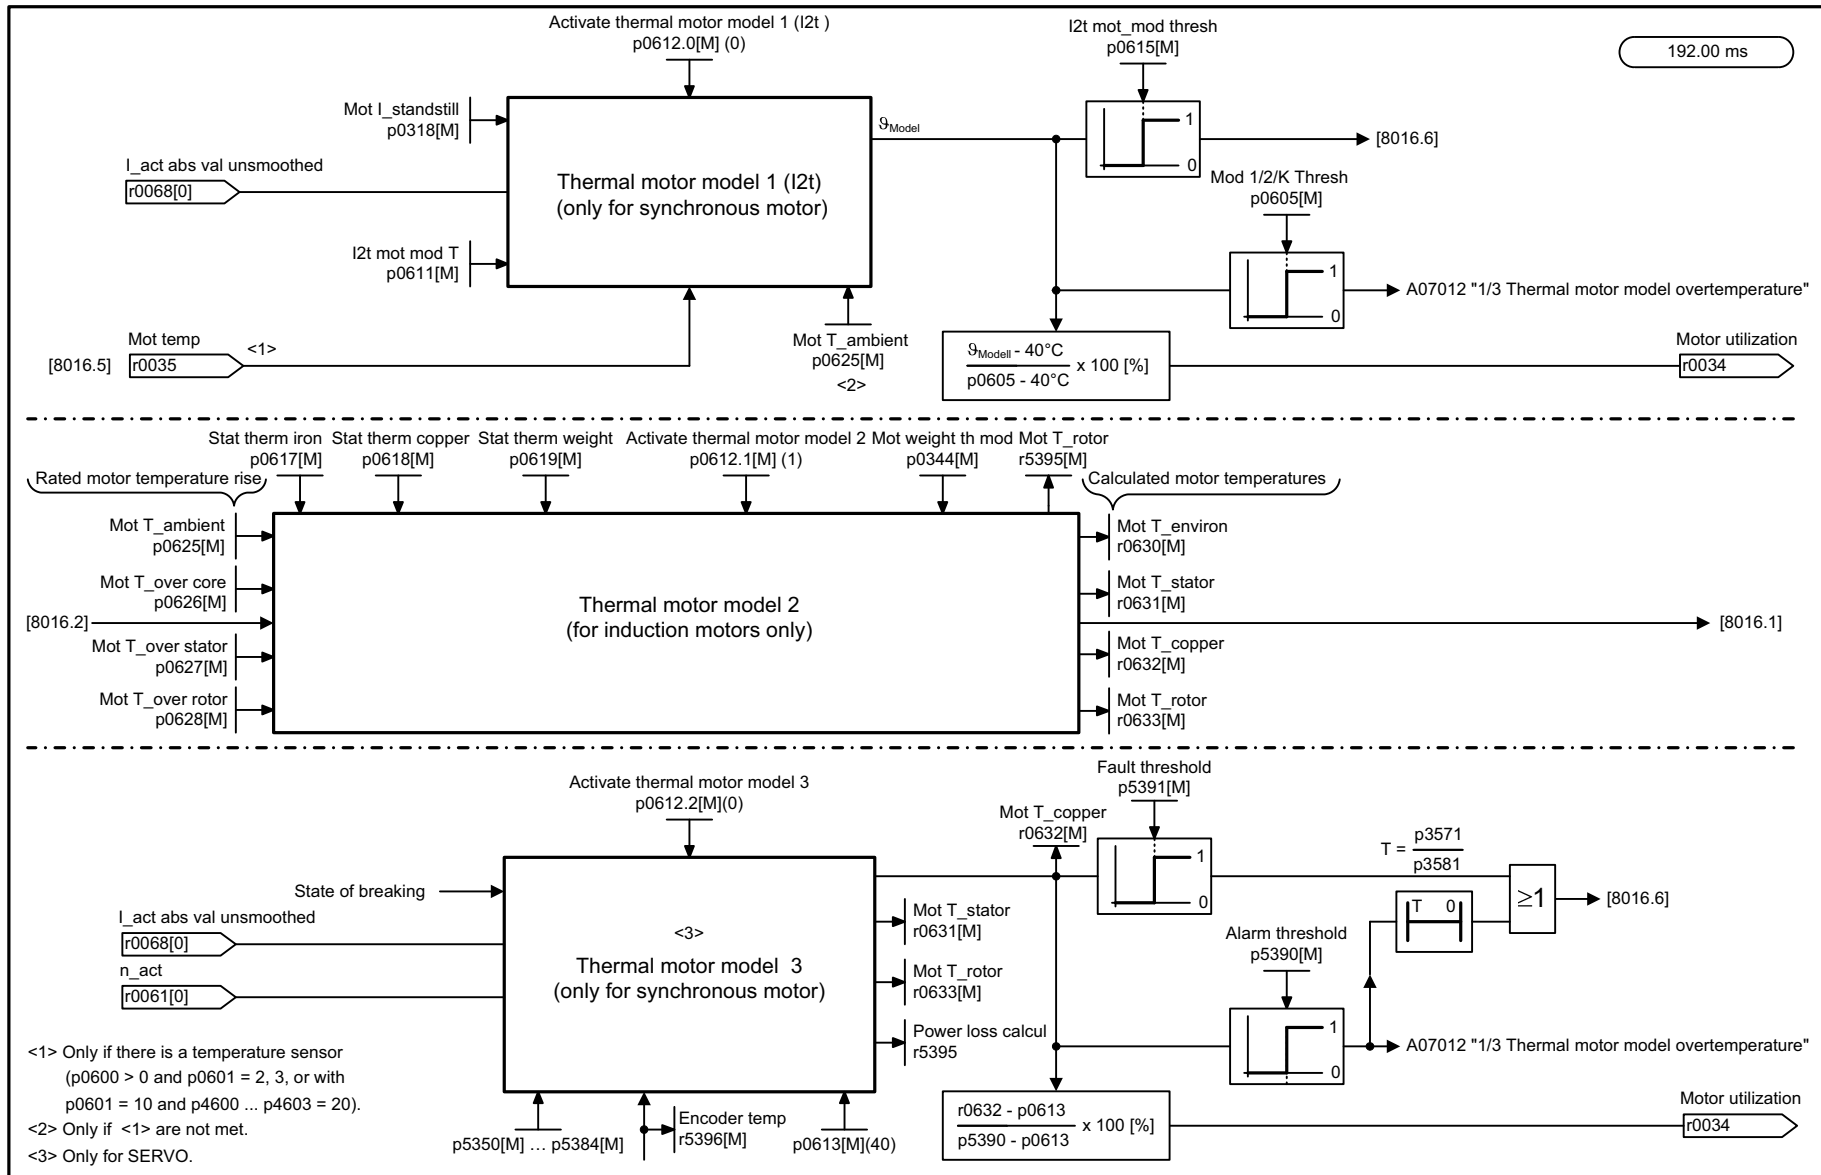 Activate thermal motor model 1 (I2t )
p0612.0[M] (0)
I2t mot_mod thresh
p0615[M]
192.00 ms
Mot I_standstill
p0318[M]
ϑModel
1
0
[8016.6]
I_act abs val unsmoothed
r0068[0]
Thermal motor model 1 (I2t)
(only for synchronous motor)
Mod 1/2/K Thresh
p0605[M]
I2t mot mod T
p0611[M]
1
0
A07012 "1/3 Thermal motor model overtemperature"
Mot temp
<1>
[8016.5]
r0035
Mot T_ambient
p0625[M]
<2>
ϑModell - 40°C
p0605 - 40°C
x 100 [%]
Motor utilization
r0034
Stat therm iron
p0617[M]
Stat therm copper
p0618[M]
Stat therm weight
p0619[M]
Activate thermal motor model 2
p0612.1[M] (1)
Mot weight th mod
p0344[M]
Mot T_rotor
r5395[M]
Rated motor temperature rise
Calculated motor temperatures
Mot T_ambient
p0625[M]
Mot T_over core
p0626[M]
[8016.2]
Mot T_over stator
p0627[M]
Mot T_over rotor
p0628[M]
Thermal motor model 2
(for induction motors only)
Mot T_environ
r0630[M]
Mot T_stator
r0631[M]
[8016.1]
Mot T_copper
r0632[M]
Mot T_rotor
r0633[M]
Activate thermal motor model 3
p0612.2[M](0)
Fault threshold
p5391[M]
Mot T_copper
r0632[M]
1
0
T =
p3571
p3581
≥1
[8016.6]
T 0
State of breaking
I_act abs val unsmoothed
r0068[0]
n_act
r0061[0]
<3>
Thermal motor model 3
(only for synchronous motor)
Mot T_stator
r0631[M]
Mot T_rotor
r0633[M]
Power loss calcul
r5395
Alarm threshold
p5390[M]
1
0
A07012 "1/3 Thermal motor model overtemperature"
p5350[M] … p5384[M]
Encoder temp
r5396[M]
p0613[M](40)
r0632 - p0613
p5390 - p0613
x 100 [%]
Motor utilization
r0034
<1> Only if there is a temperature sensor
(p0600 > 0 and p0601 = 2, 3, or with
p0601 = 10 and p4600 ... p4603 = 20).
<2> Only if <1> are not met.
<3> Only for SERVO.